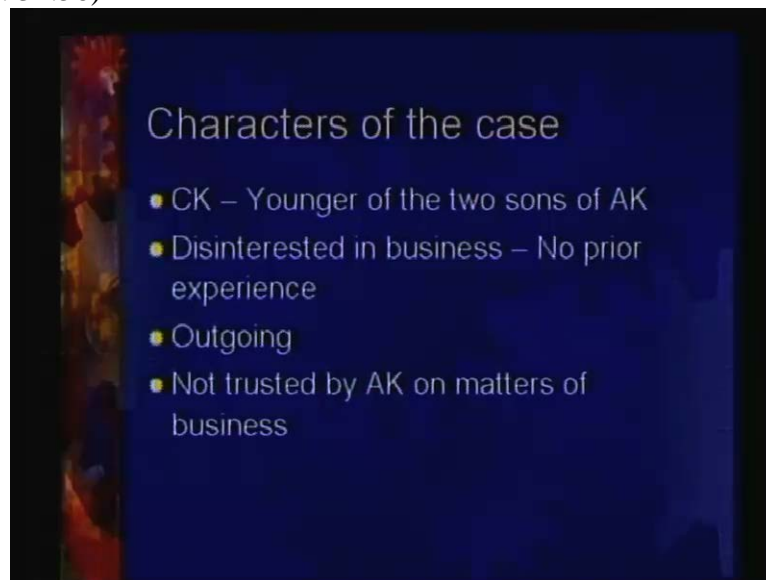 Characters of the case
CK – Younger of the two sons of AK
Disinterested in business – No prior
experience
Outgoing
Not trusted by AK on matters of
business